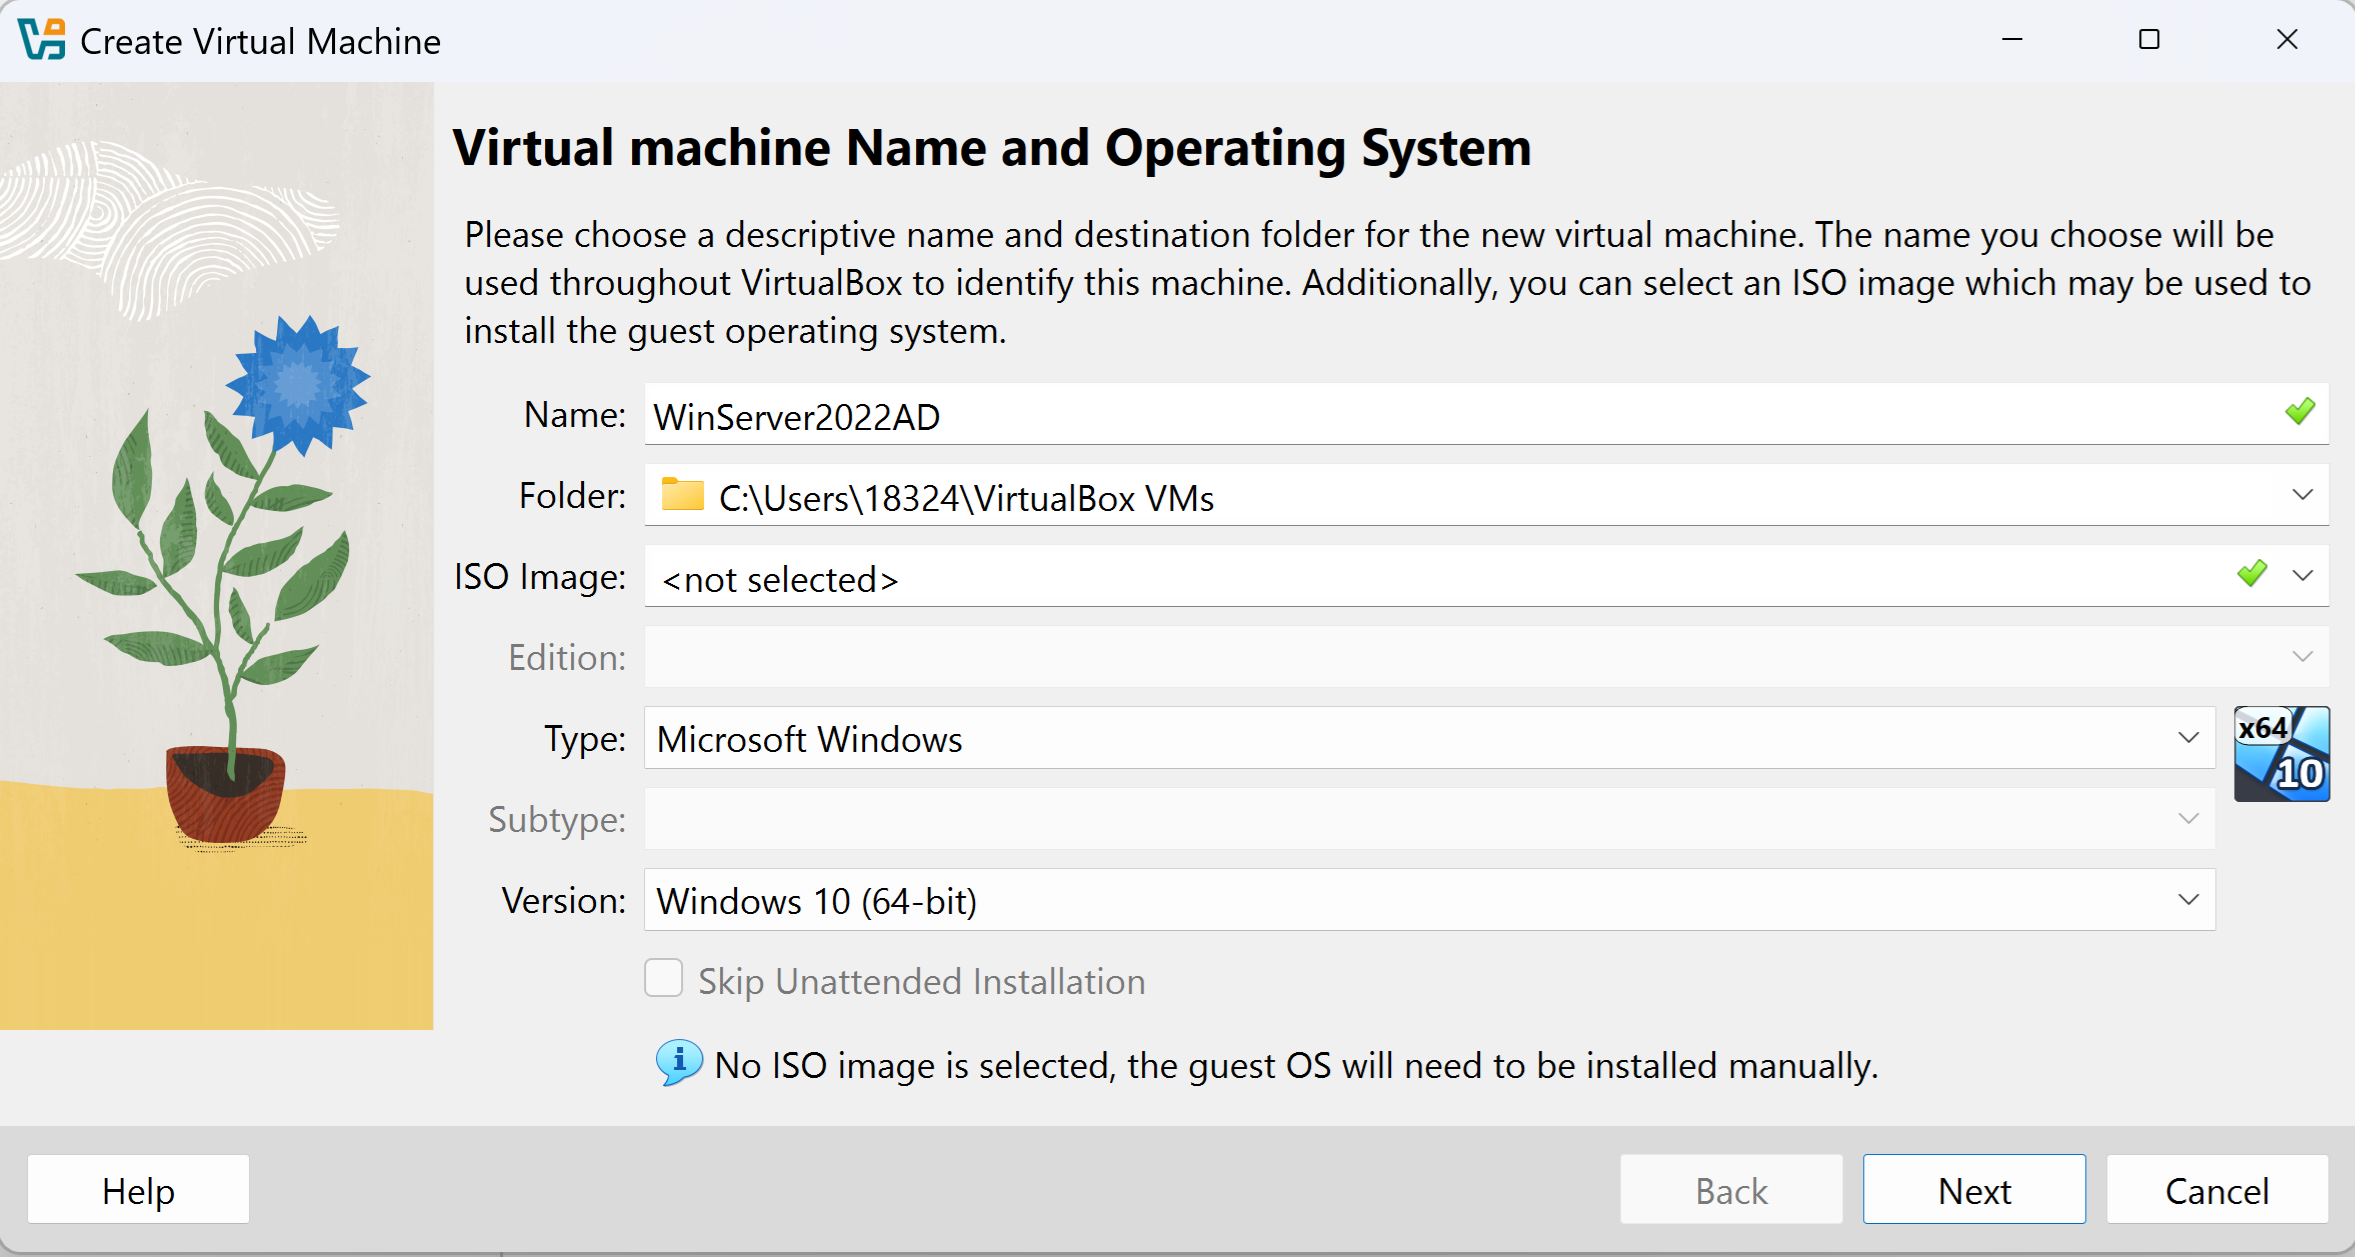 Create Virtual Machine
Virtual machine Name and Operating System
Please choose a descriptive name and destination folder for the new virtual machine. The name you choose will be
used throughout VirtualBox to identify this machine. Additionally, you can select an ISO image which may be used to
install the guest operating system.
Name: WinServer2022AD
Folder: C:\Users\18324\VirtualBox VMs
ISO Image: <not selected>
Edition:
Type: Microsoft Windows
x64
10
Subtype:
Version: Windows 10 (64-bit)
Skip Unattended Installation
No ISO image is selected, the guest OS will need to be installed manually.
Help Back Next Cancel